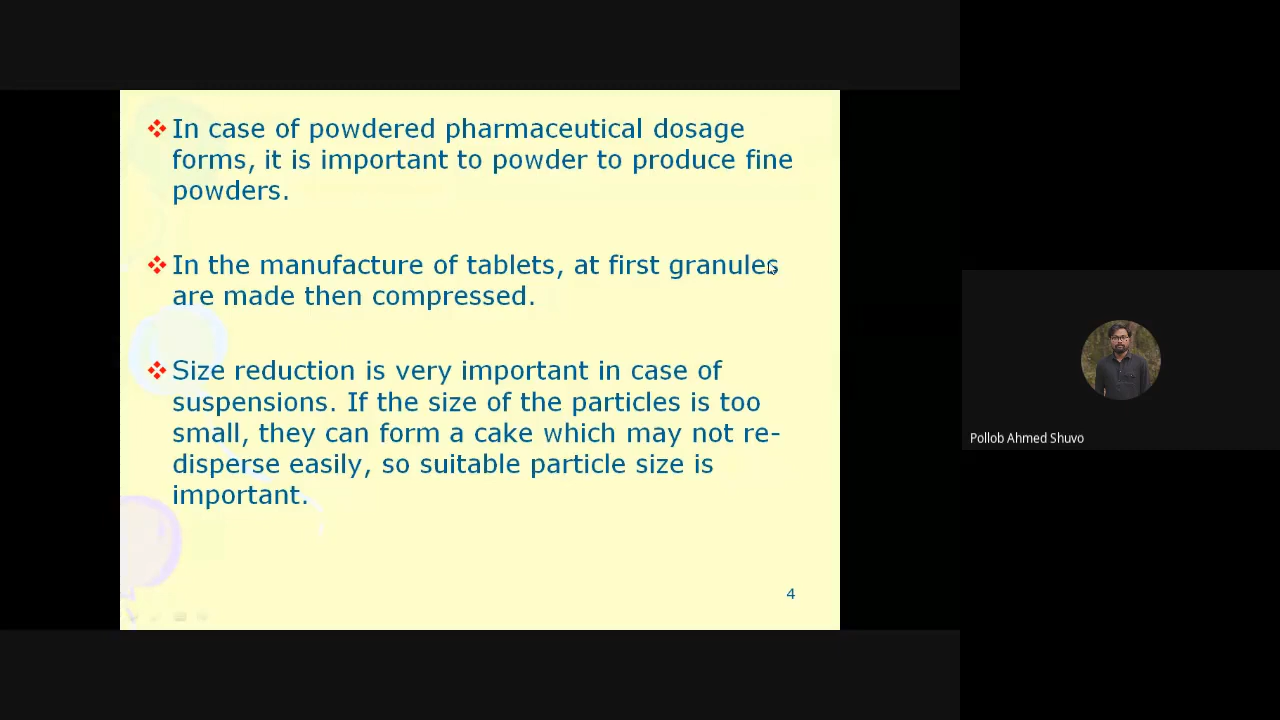 In case of powdered pharmaceutical dosage
forms, it is important to powder to produce fine
powders.
In the manufacture of tablets, at first granules
are made then compressed.
Size reduction is very important in case of
suspensions. If the size of the particles is too
small, they can form a cake which may not re-
disperse easily, so suitable particle size is
important.
4
Pollob Ahmed Shuvo